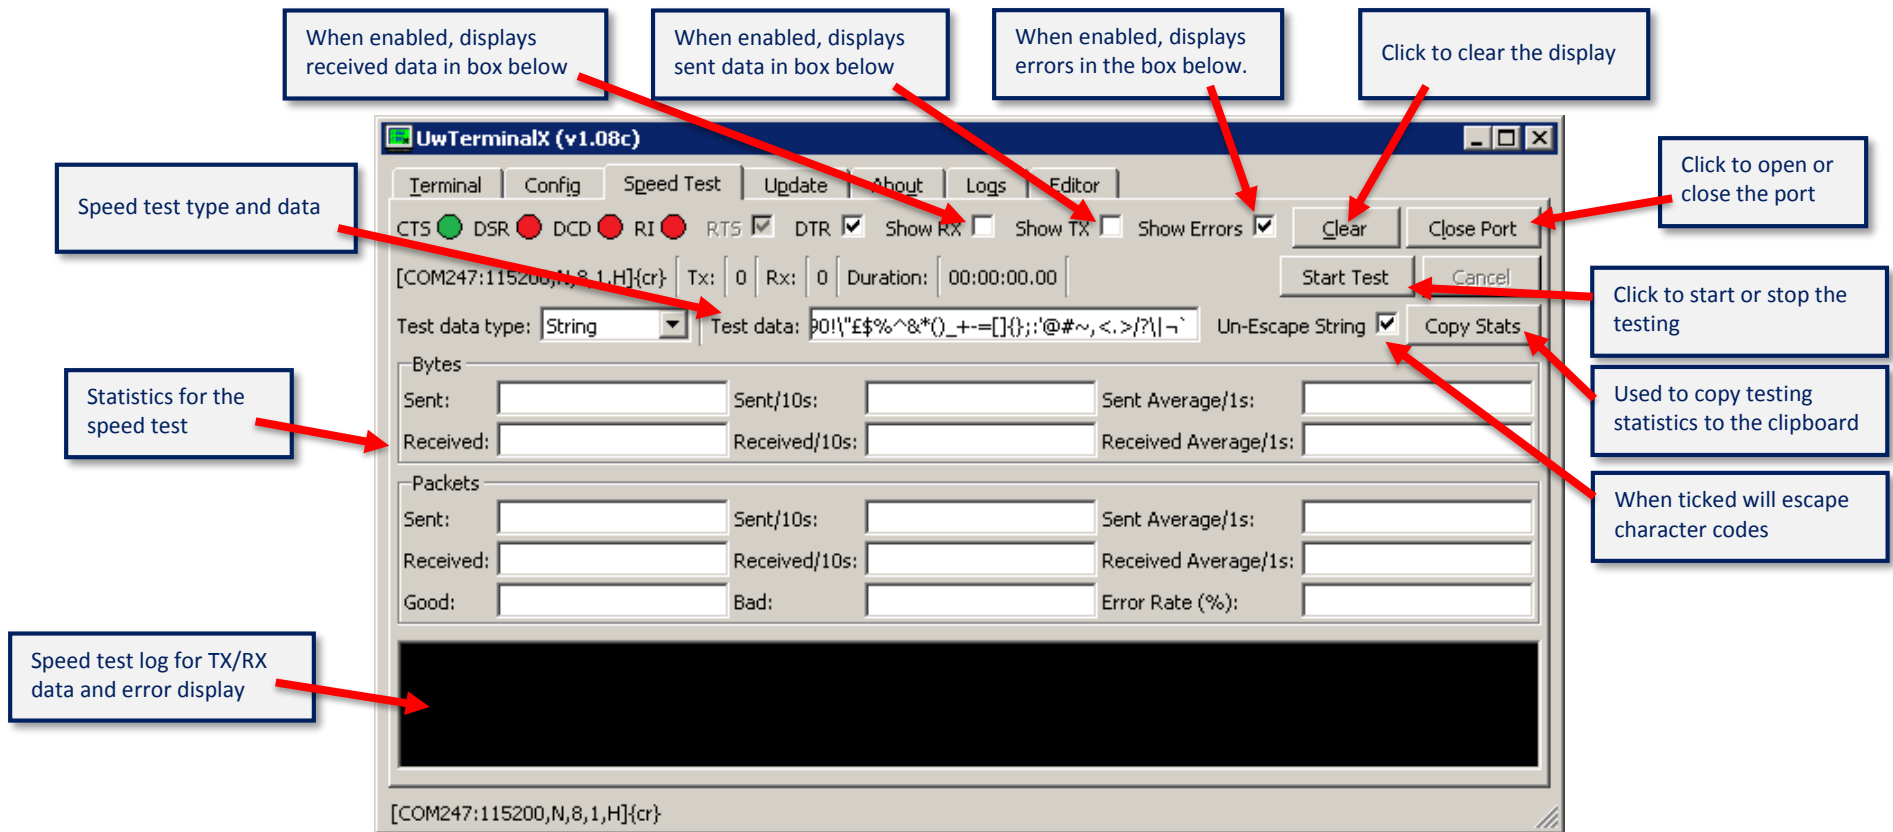 When enabled, displays
received data in box below
When enabled, displays
sent data in box below
When enabled, displays
errors in the box below.
Click to clear the display
UwTerminalX (v1.08c)
Click to open or
close the port
Speed test type and data
Terminal Config Speed Test Update About Logs Editor
CTS DSR DCD RI RTS DTR Show RX Show TX Show Errors Clear Close Port
[COM247:115200,N,8,1,H]{cr} Tx: 0 Rx: 0 Duration: 00:00:00.00 Start Test Cancel
Click to start or stop the
testing
Test data type: String Test data: 90!\"£$%^&*()_+-=[]{};:'@#~,<.>/?\|¬` Un-Escape String Copy Stats
Statistics for the
speed test
Bytes
Sent: Sent/10s: Sent Average/1s:
Received: Received/10s: Received Average/1s:
Used to copy testing
statistics to the clipboard
Packets
Sent: Sent/10s: Sent Average/1s:
Received: Received/10s: Received Average/1s:
Good: Bad: Error Rate (%):
When ticked will escape
character codes
Speed test log for TX/RX
data and error display
[COM247:115200,N,8,1,H]{cr}